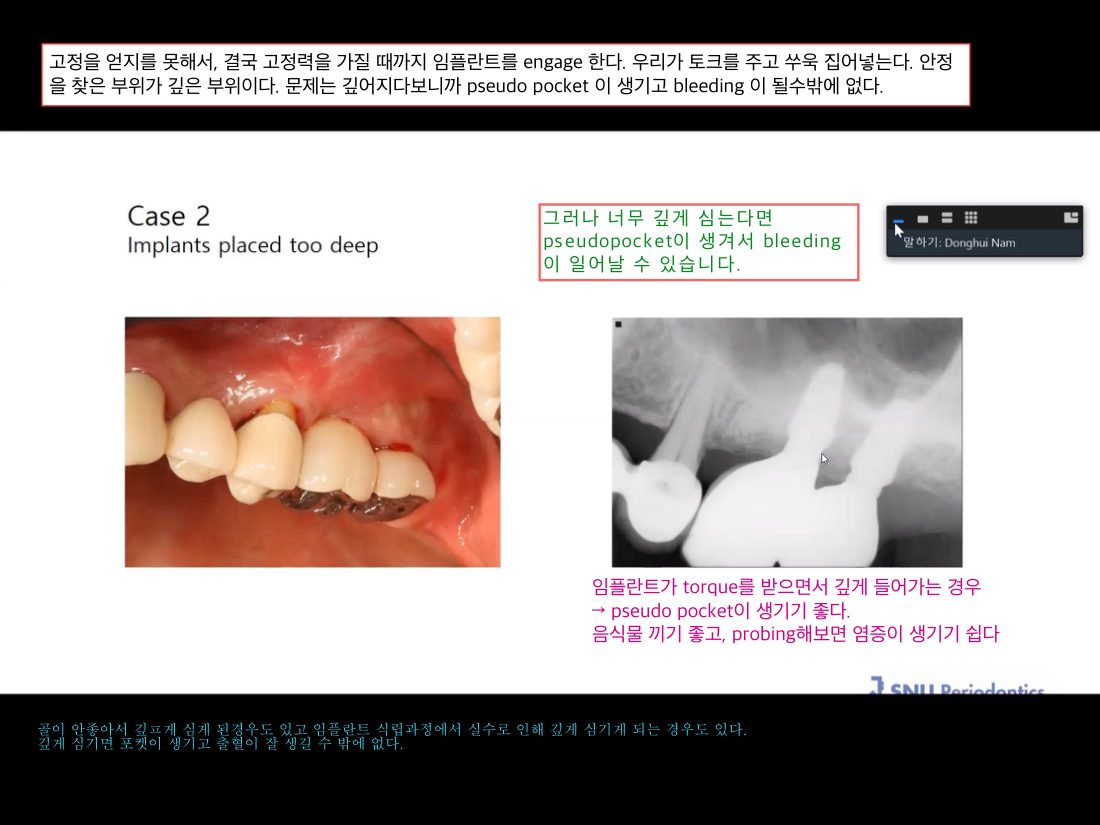 고정을 얻지를 못해서, 결국 고정력을 가질 때까지 임플란트를 engage 한다. 우리가 토크를 주고 쑤욱 집어넣는다. 안정
을 찾은 부위가 깊은 부위이다. 문제는 깊어지다보니까 pseudo pocket 이 생기고 bleeding 이 될수밖에 없다.
Case 2
Implants placed too deep
그러나 너무 깊게 심는다면
pseudopocket이 생겨서 bleeding
이 일어날 수 있습니다.
말하기: Donghui Nam
임플란트가 torque를 받으면서 깊게 들어가는 경우
→ pseudo pocket이 생기기 좋다.
음식물 끼기 좋고, probing해보면 염증이 생기기 쉽다
SNU Periodontics
골이 안좋아서 깊ㅍ게 심게 된경우도 있고 임플란트 식립과정에서 실수로 인해 깊게 심기게 되는 경우도 있다.
깊게 심기면 포켓이 생기고 출혈이 잘 생길 수 밖에 없다.